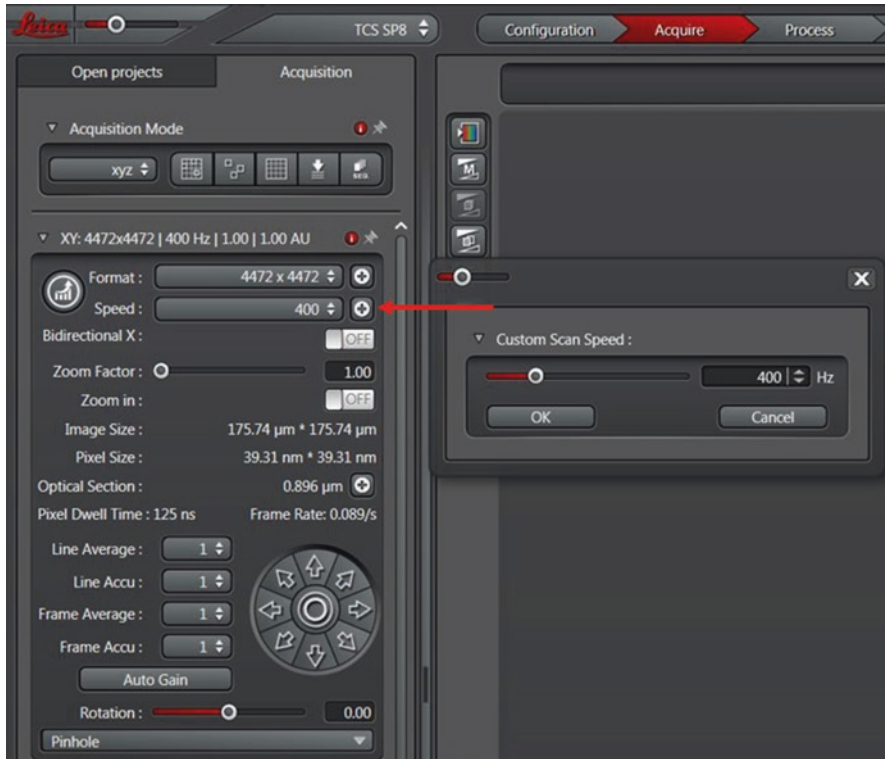 Leica
TCS SP8
Configuration
Acquire
Process
Open projects
Acquisition
Acquisition Mode
xyz
SEQ
M
XY: 4472x4472 | 400 Hz | 1.00 | 1.00 AU
Format : 4472 x 4472
Speed : 400
Bidirectional X : OFF
Zoom Factor : 1.00
Zoom in : OFF
Image Size : 175.74 µm * 175.74 µm
Pixel Size : 39.31 nm * 39.31 nm
Optical Section : 0.896 µm
Pixel Dwell Time : 125 ns Frame Rate: 0.089/s
Line Average : 1
Line Accu : 1
Frame Average : 1
Frame Accu : 1
Auto Gain
Rotation : 0.00
Pinhole
X
Custom Scan Speed :
400 Hz
OK
Cancel